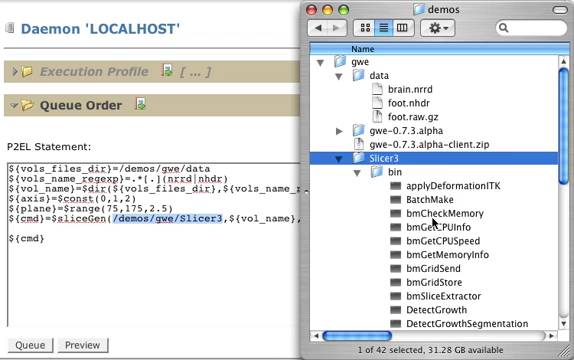 Daemon 'LOCALHOST'
Execution Profile [ ... ]
Queue Order
P2EL Statement:
${vols_files_dir}=/demos/gwe/data
${vols_name_regexp}=.*[.](nrrd|nhdr)
${vol_name}=$dir(${vols_files_dir},${vols_name_
${axis}=$const(0,1,2)
${plane}=$range(75,175,2.5)
${cmd}=$sliceGen(/demos/gwe/Slicer3,${vol_name},
${cmd}
Queue
Preview
demos
Name
gwe
data
brain.nrrd
foot.nhdr
foot.raw.gz
gwe-0.7.3.alpha
gwe-0.7.3.alpha-client.zip
Slicer3
bin
applyDeformationITK
BatchMake
bmCheckMemory
bmGetCPUInfo
bmGetCPUSpeed
bmGetMemoryInfo
bmGridSend
bmGridStore
bmSliceExtractor
DetectGrowth
DetectGrowthSegmentation
1 of 42 selected, 31.28 GB available